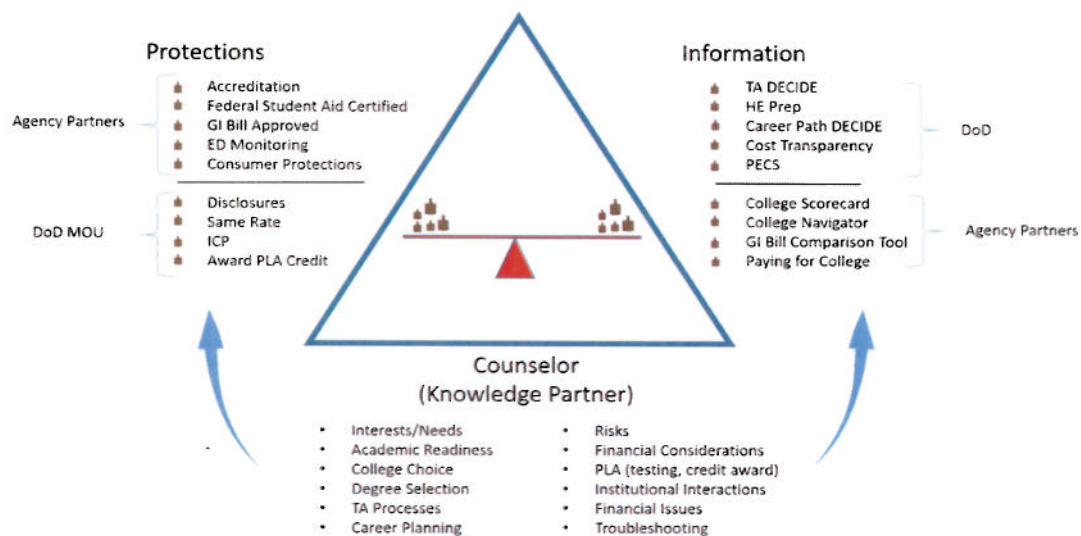 Protections
Agency Partners
Accreditation
Federal Student Aid Certified
GI Bill Approved
ED Monitoring
Consumer Protections
DoD MOU
Disclosures
Same Rate
ICP
Award PLA Credit
Information
TA DECIDE
HE Prep
Career Path DECIDE
Cost Transparency
PECS
DoD
College Scorecard
College Navigator
GI Bill Comparison Tool
Paying for College
Agency Partners
Counselor
(Knowledge Partner)
• Interests/Needs
• Academic Readiness
• College Choice
• Degree Selection
• TA Processes
• Career Planning
• Risks
• Financial Considerations
• PLA (testing, credit award)
• Institutional Interactions
• Financial Issues
• Troubleshooting